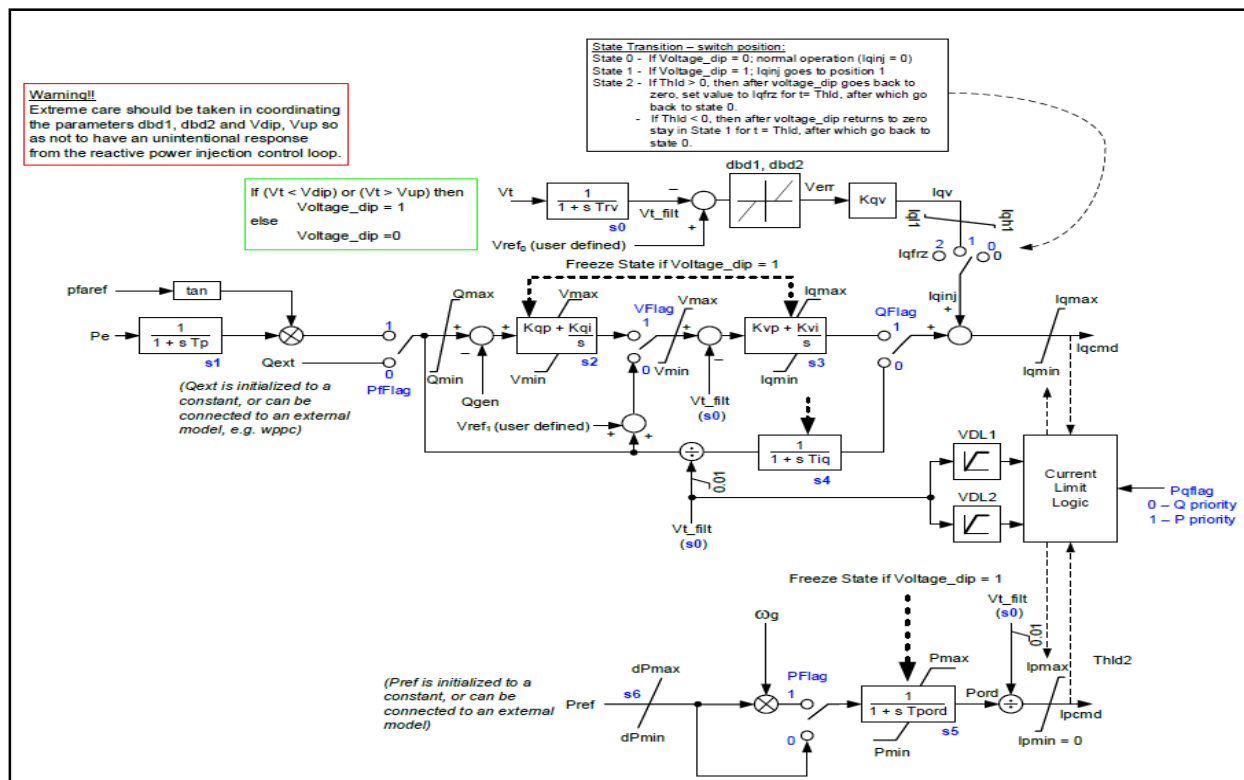 State Transition – switch position:
State 0 - If Voltage_dip = 0; normal operation (Iqinj = 0)
State 1 - If Voltage_dip = 1; Iqinj goes to position 1
State 2 - If Thld > 0, then after voltage_dip goes back to
zero, set value to Iqfrz for t= Thld, after which go
back to state 0.
- If Thld < 0, then after voltage_dip returns to zero
stay in State 1 for t = Thld, after which go back to
state 0.
Warning!!
Extreme care should be taken in coordinating
the parameters dbd1, dbd2 and Vdip, Vup so
as not to have an unintentional response
from the reactive power injection control loop.
If (Vt < Vdip) or (Vt > Vup) then
Voltage_dip = 1
else
Voltage_dip =0
dbd1, dbd2
Vt
1
1 + s Trv
s0
Vt_filt
–
+
Verr
Kqv
Iqv
Iql1
Iqh1
Vref0 (user defined)
Iqfrz
2
1
0
0
Iqinj
+
Freeze State if Voltage_dip = 1
pfaref
tan
Pe
1
1 + s Tp
s1
Qext
1
0
PfFlag
(Qext is initialized to a
constant, or can be
connected to an external
model, e.g. wppc)
Qmax
Qmin
+
–
Qgen
+
Vmax
Kqp + Kqi
s
Vmin
s2
VFlag
1
0
Vmax
Vmin
+
–
Vt_filt
(s0)
Iqmax
Kvp + Kvi
s
Iqmin
s3
QFlag
1
0
+
Iqmax
Iqmin
Iqcmd
Vref1 (user defined)
+
+
÷
0.01
Vt_filt
(s0)
1
1 + s Tiq
s4
VDL1
VDL2
Current
Limit
Logic
Pqflag
0 – Q priority
1 – P priority
Freeze State if Voltage_dip = 1
Vt_filt
(s0)
0.01
ωg
(Pref is initialized to a
constant, or can be
connected to an external
model)
Pref
s6
dPmax
dPmin
PFlag
1
0
Pmax
1
1 + s Tpord
Pmin
s5
Pord
÷
Ipmax
Ipmin = 0
Thld2
Ipcmd